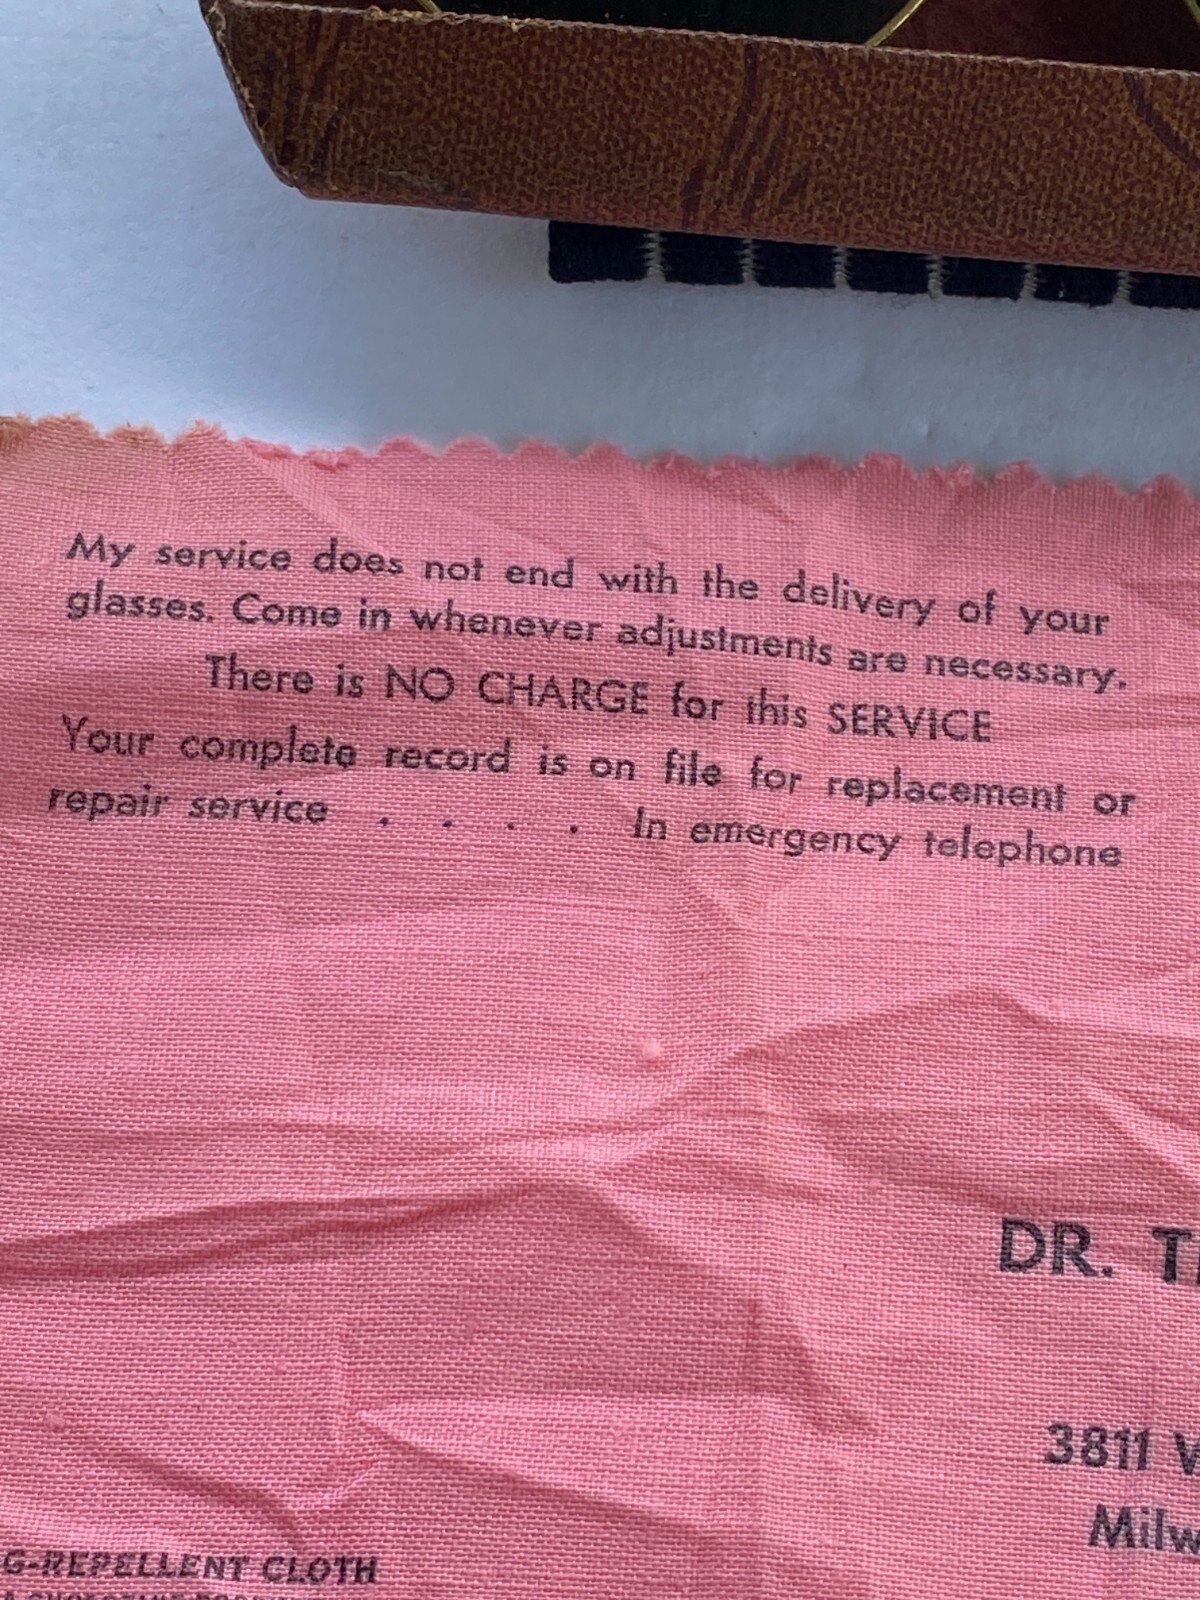 My service does not end with the delivery of your
glasses. Come in whenever adjustments are necessary.
There is NO CHARGE for this SERVICE
Your complete record is on file for replacement or
repair service . . . . In emergency telephone
DR. T
3811 W
Milw
G-REPELLENT CLOTH